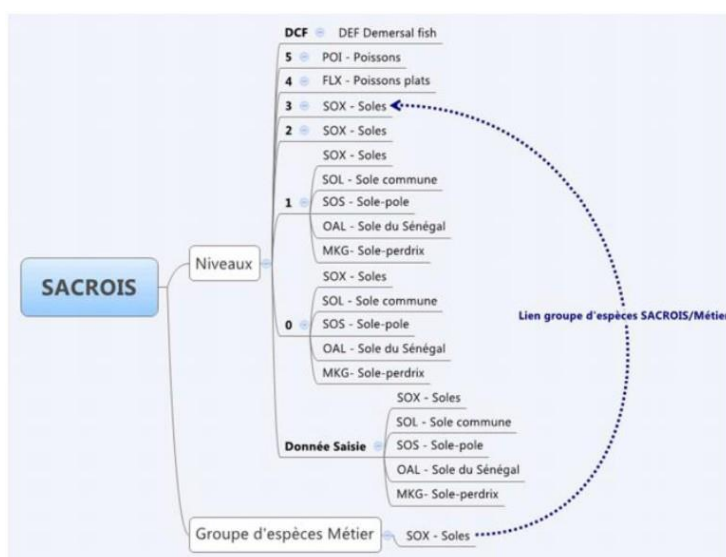 DCF DEF Demersal fish
5 POI - Poissons
4 FLX - Poissons plats
3 SOX - Soles
2 SOX - Soles
SOX - Soles
SOL - Sole commune
1 SOS - Sole-pole
OAL - Sole du Sénégal
MKG- Sole-perdrix
Niveaux
SACROIS
SOX - Soles
SOL - Sole commune
0 SOS - Sole-pole
OAL - Sole du Sénégal
MKG- Sole-perdrix
Lien groupe d'espèces SACROIS/Métier
SOX - Soles
SOL - Sole commune
Donnée Saisie SOS - Sole-pole
OAL - Sole du Sénégal
MKG- Sole-perdrix
Groupe d'espèces Métier SOX - Soles